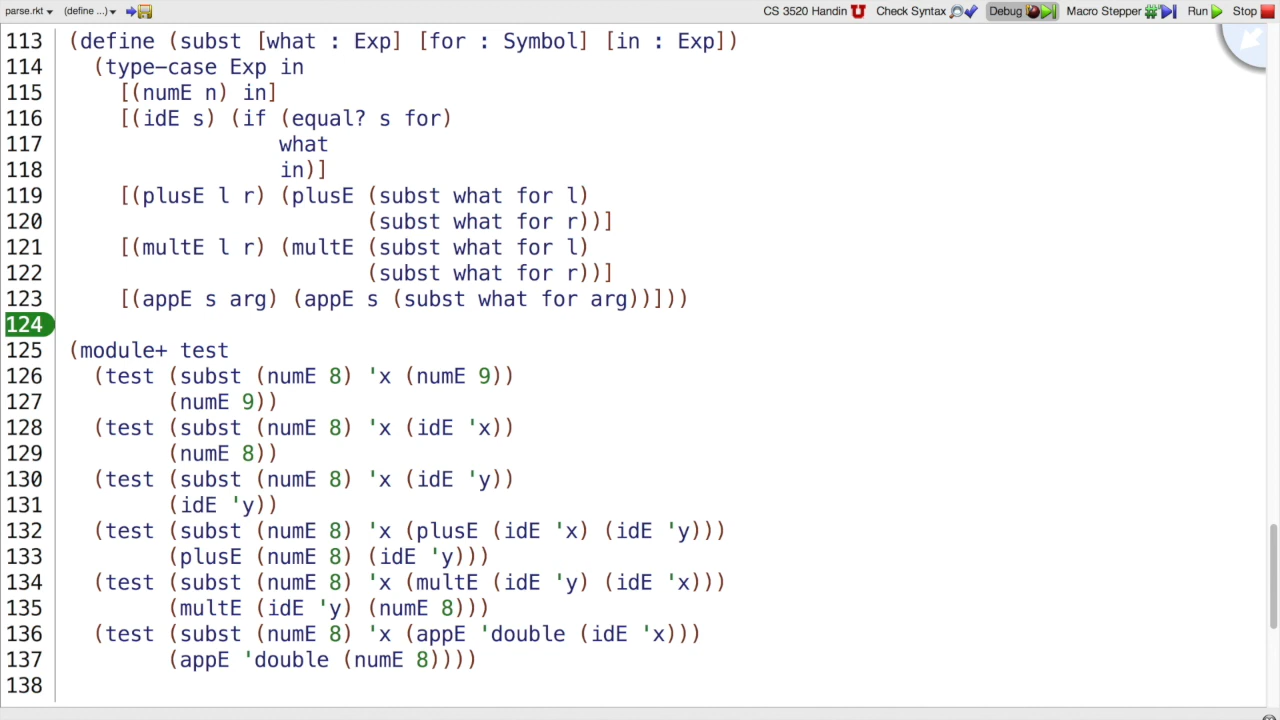 parse.rkt (define ...) CS 3520 Handin Check Syntax Debug Macro Stepper Run Stop
113 (define (subst [what : Exp] [for : Symbol] [in : Exp])
114   (type-case Exp in
115     [(numE n) in]
116     [(idE s) (if (equal? s for)
117                  what
118                  in)]
119     [(plusE l r) (plusE (subst what for l)
120                         (subst what for r))]
121     [(multE l r) (multE (subst what for l)
122                         (subst what for r))]
123     [(appE s arg) (appE s (subst what for arg))]))
124
125 (module+ test
126   (test (subst (numE 8) 'x (numE 9))
127         (numE 9))
128   (test (subst (numE 8) 'x (idE 'x))
129         (numE 8))
130   (test (subst (numE 8) 'x (idE 'y))
131         (idE 'y))
132   (test (subst (numE 8) 'x (plusE (idE 'x) (idE 'y)))
133         (plusE (numE 8) (idE 'y)))
134   (test (subst (numE 8) 'x (multE (idE 'y) (idE 'x)))
135         (multE (idE 'y) (numE 8)))
136   (test (subst (numE 8) 'x (appE 'double (idE 'x)))
137         (appE 'double (numE 8))))
138